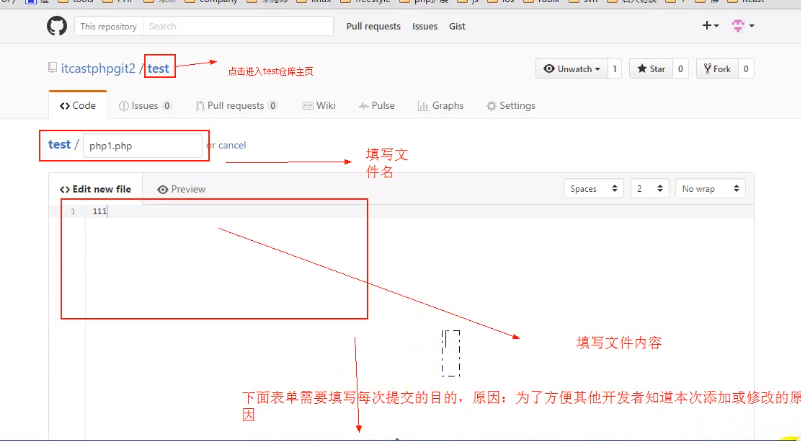 This repository Search Pull requests Issues Gist
itcastphpgit2 / test
点击进入test仓库主页
Unwatch 1 Star 0 Fork 0
Code Issues 0 Pull requests 0 Wiki Pulse Graphs Settings
test / php1.php or cancel
填写文
件名
Edit new file Preview Spaces 2 No wrap
1 111
填写文件内容
下面表单需要填写每次提交的目的，原因：为了方便其他开发者知道本次添加或修改的原
因